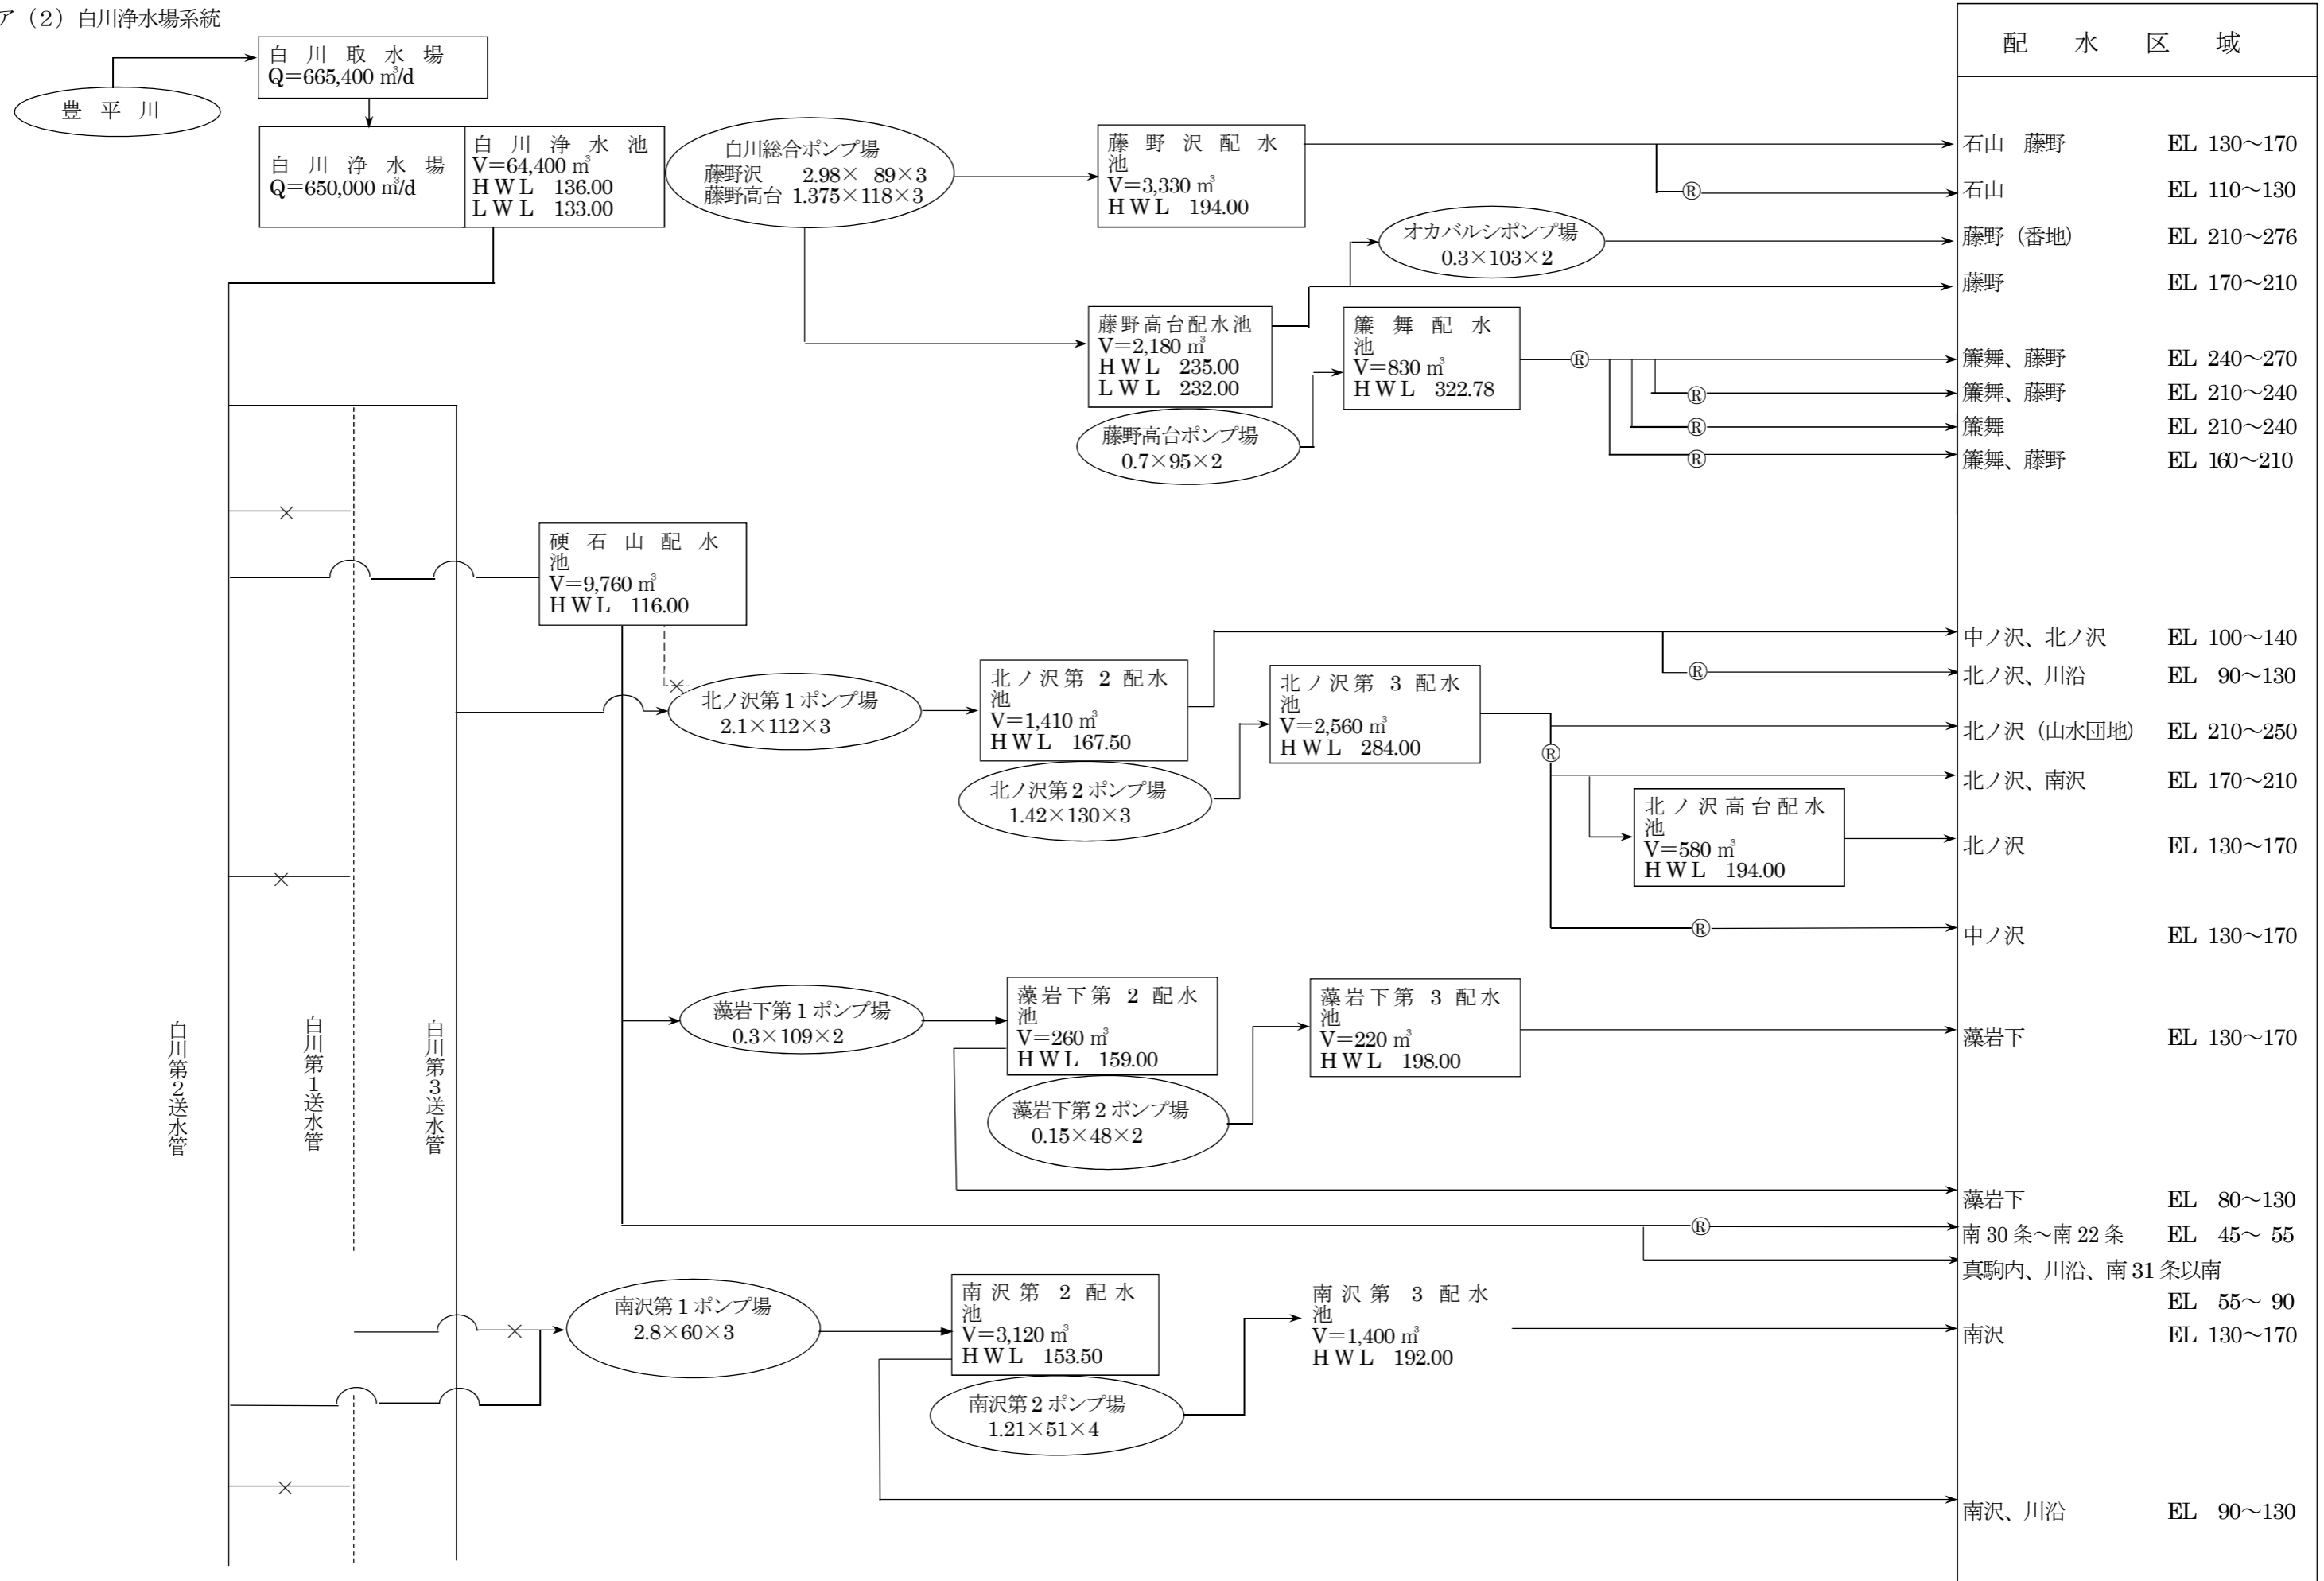 ア（2）白川浄水場系統
配 水 区 域
豊 平 川
白 川 取 水 場
Q=665,400 ㎥/d
白 川 浄 水 場
Q=650,000 ㎥/d
白 川 浄 水 池
V=64,400 ㎥
H W L 136.00
L W L 133.00
白川総合ポンプ場
藤野沢 2.98× 89×3
藤野高台 1.375×118×3
藤 野 沢 配 水
池
V=3,330 ㎥
H W L 194.00
石山 藤野 EL 130～170
Ⓡ
石山 EL 110～130
オカバルシポンプ場
0.3×103×2
藤野（番地） EL 210～276
藤野 EL 170～210
藤野高台配水池
V=2,180 ㎥
H W L 235.00
L W L 232.00
藤野高台ポンプ場
0.7×95×2
簾 舞 配 水
池
V=830 ㎥
H W L 322.78
Ⓡ
簾舞、藤野 EL 240～270
Ⓡ
簾舞、藤野 EL 210～240
Ⓡ
簾舞 EL 210～240
Ⓡ
簾舞、藤野 EL 160～210
硬 石 山 配 水
池
V=9,760 ㎥
H W L 116.00
北ノ沢第 1 ポンプ場
2.1×112×3
北ノ沢第 2 配水
池
V=1,410 ㎥
H W L 167.50
北ノ沢第 2 ポンプ場
1.42×130×3
北ノ沢第 3 配水
池
V=2,560 ㎥
H W L 284.00
中ノ沢、北ノ沢 EL 100～140
Ⓡ
北ノ沢、川沿 EL 90～130
北ノ沢（山水団地） EL 210～250
Ⓡ
北ノ沢、南沢 EL 170～210
北ノ沢高台配水
池
V=580 ㎥
H W L 194.00
北ノ沢 EL 130～170
Ⓡ
中ノ沢 EL 130～170
白川第2送水管
白川第1送水管
白川第3送水管
藻岩下第 1 ポンプ場
0.3×109×2
藻岩下第 2 配水
池
V=260 ㎥
H W L 159.00
藻岩下第 2 ポンプ場
0.15×48×2
藻岩下第 3 配水
池
V=220 ㎥
H W L 198.00
藻岩下 EL 130～170
藻岩下 EL 80～130
Ⓡ
南 30 条～南 22 条 EL 45～ 55
真駒内、川沿、南 31 条以南
EL 55～ 90
南沢第 1 ポンプ場
2.8×60×3
南沢第 2 配水
池
V=3,120 ㎥
H W L 153.50
南沢第 2 ポンプ場
1.21×51×4
南沢第 3 配水
池
V=1,400 ㎥
H W L 192.00
南沢 EL 130～170
南沢、川沿 EL 90～130